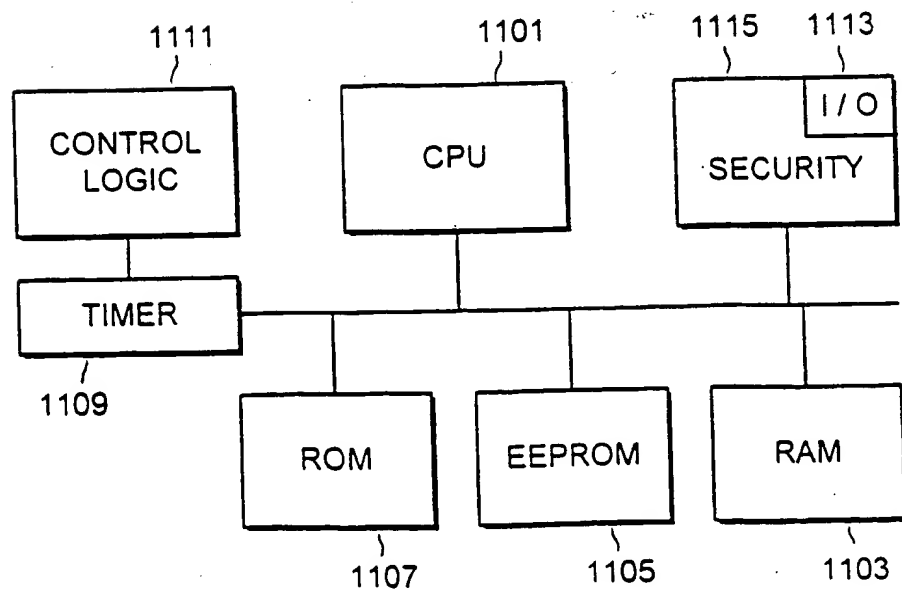 1111
1101
1115
1113
CONTROL
LOGIC
CPU
I / O
SECURITY
TIMER
1109
ROM
EEPROM
RAM
1107
1105
1103